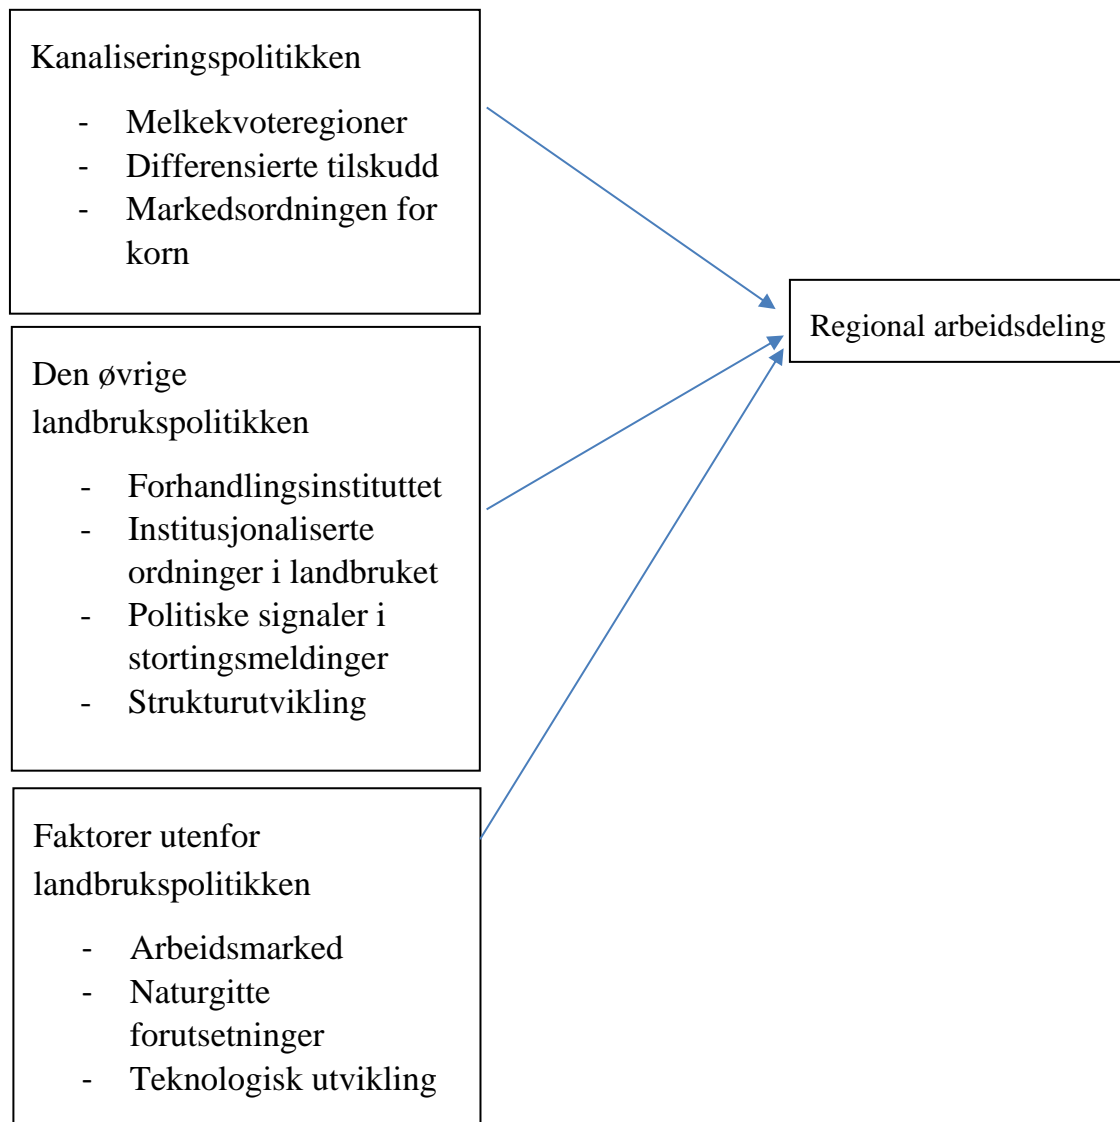 Kanaliseringspolitikken
- Melkekvoteregioner
- Differensierte tilskudd
- Markedsordningen for
korn
Regional arbeidsdeling
Den øvrige
landbrukspolitikken
- Forhandlingsinstituttet
- Institusjonaliserte
ordninger i landbruket
- Politiske signaler i
stortingsmeldinger
- Strukturutvikling
Faktorer utenfor
landbrukspolitikken
- Arbeidsmarked
- Naturgitte
forutsetninger
- Teknologisk utvikling